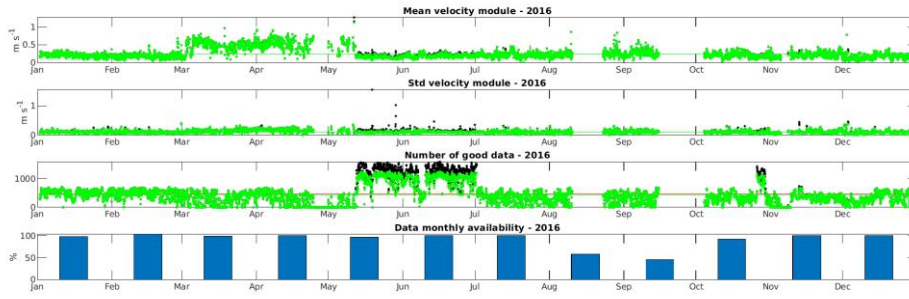 Mean velocity module - 2016
m s⁻¹
1
0.5
0
Jan Feb Mar Apr May Jun Jul Aug Sep Oct Nov Dec
Std velocity module - 2016
m s⁻¹
1
0
Jan Feb Mar Apr May Jun Jul Aug Sep Oct Nov Dec
Number of good data - 2016
1000
0
Jan Feb Mar Apr May Jun Jul Aug Sep Oct Nov Dec
Data monthly availability - 2016
%
100
50
0
Jan Feb Mar Apr May Jun Jul Aug Sep Oct Nov Dec